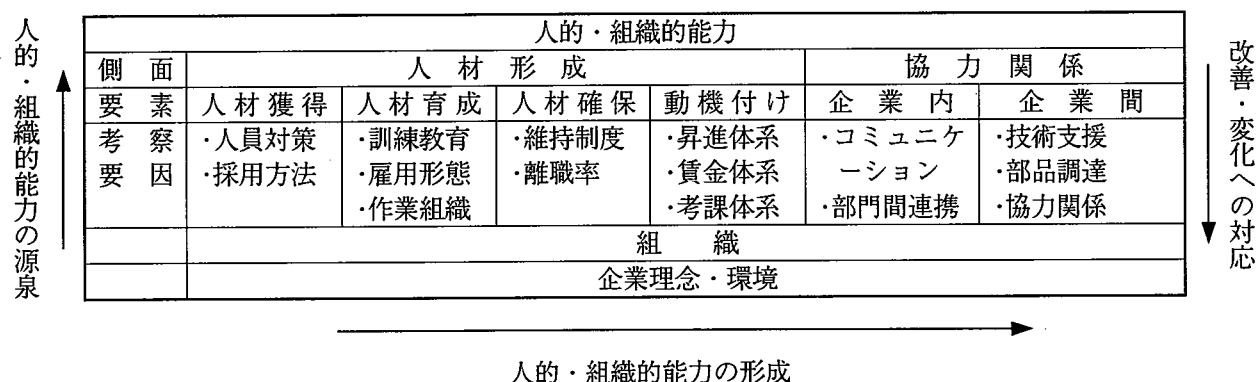 人的・組織的能力
側面 人材形成 協力関係
要素 人材獲得 人材育成 人材確保 動機付け 企業内 企業間
考察 ・人員対策 ・訓練教育 ・維持制度 ・昇進体系 ・コミュニケ ・技術支援
要因 ・採用方法 ・雇用形態 ・離職率 ・賃金体系 ーション ・部品調達
・作業組織 ・考課体系 ・部門間連携 ・協力関係
組織
企業理念・環境
人的・組織的能力の源泉
改善・変化への対応
人的・組織的能力の形成